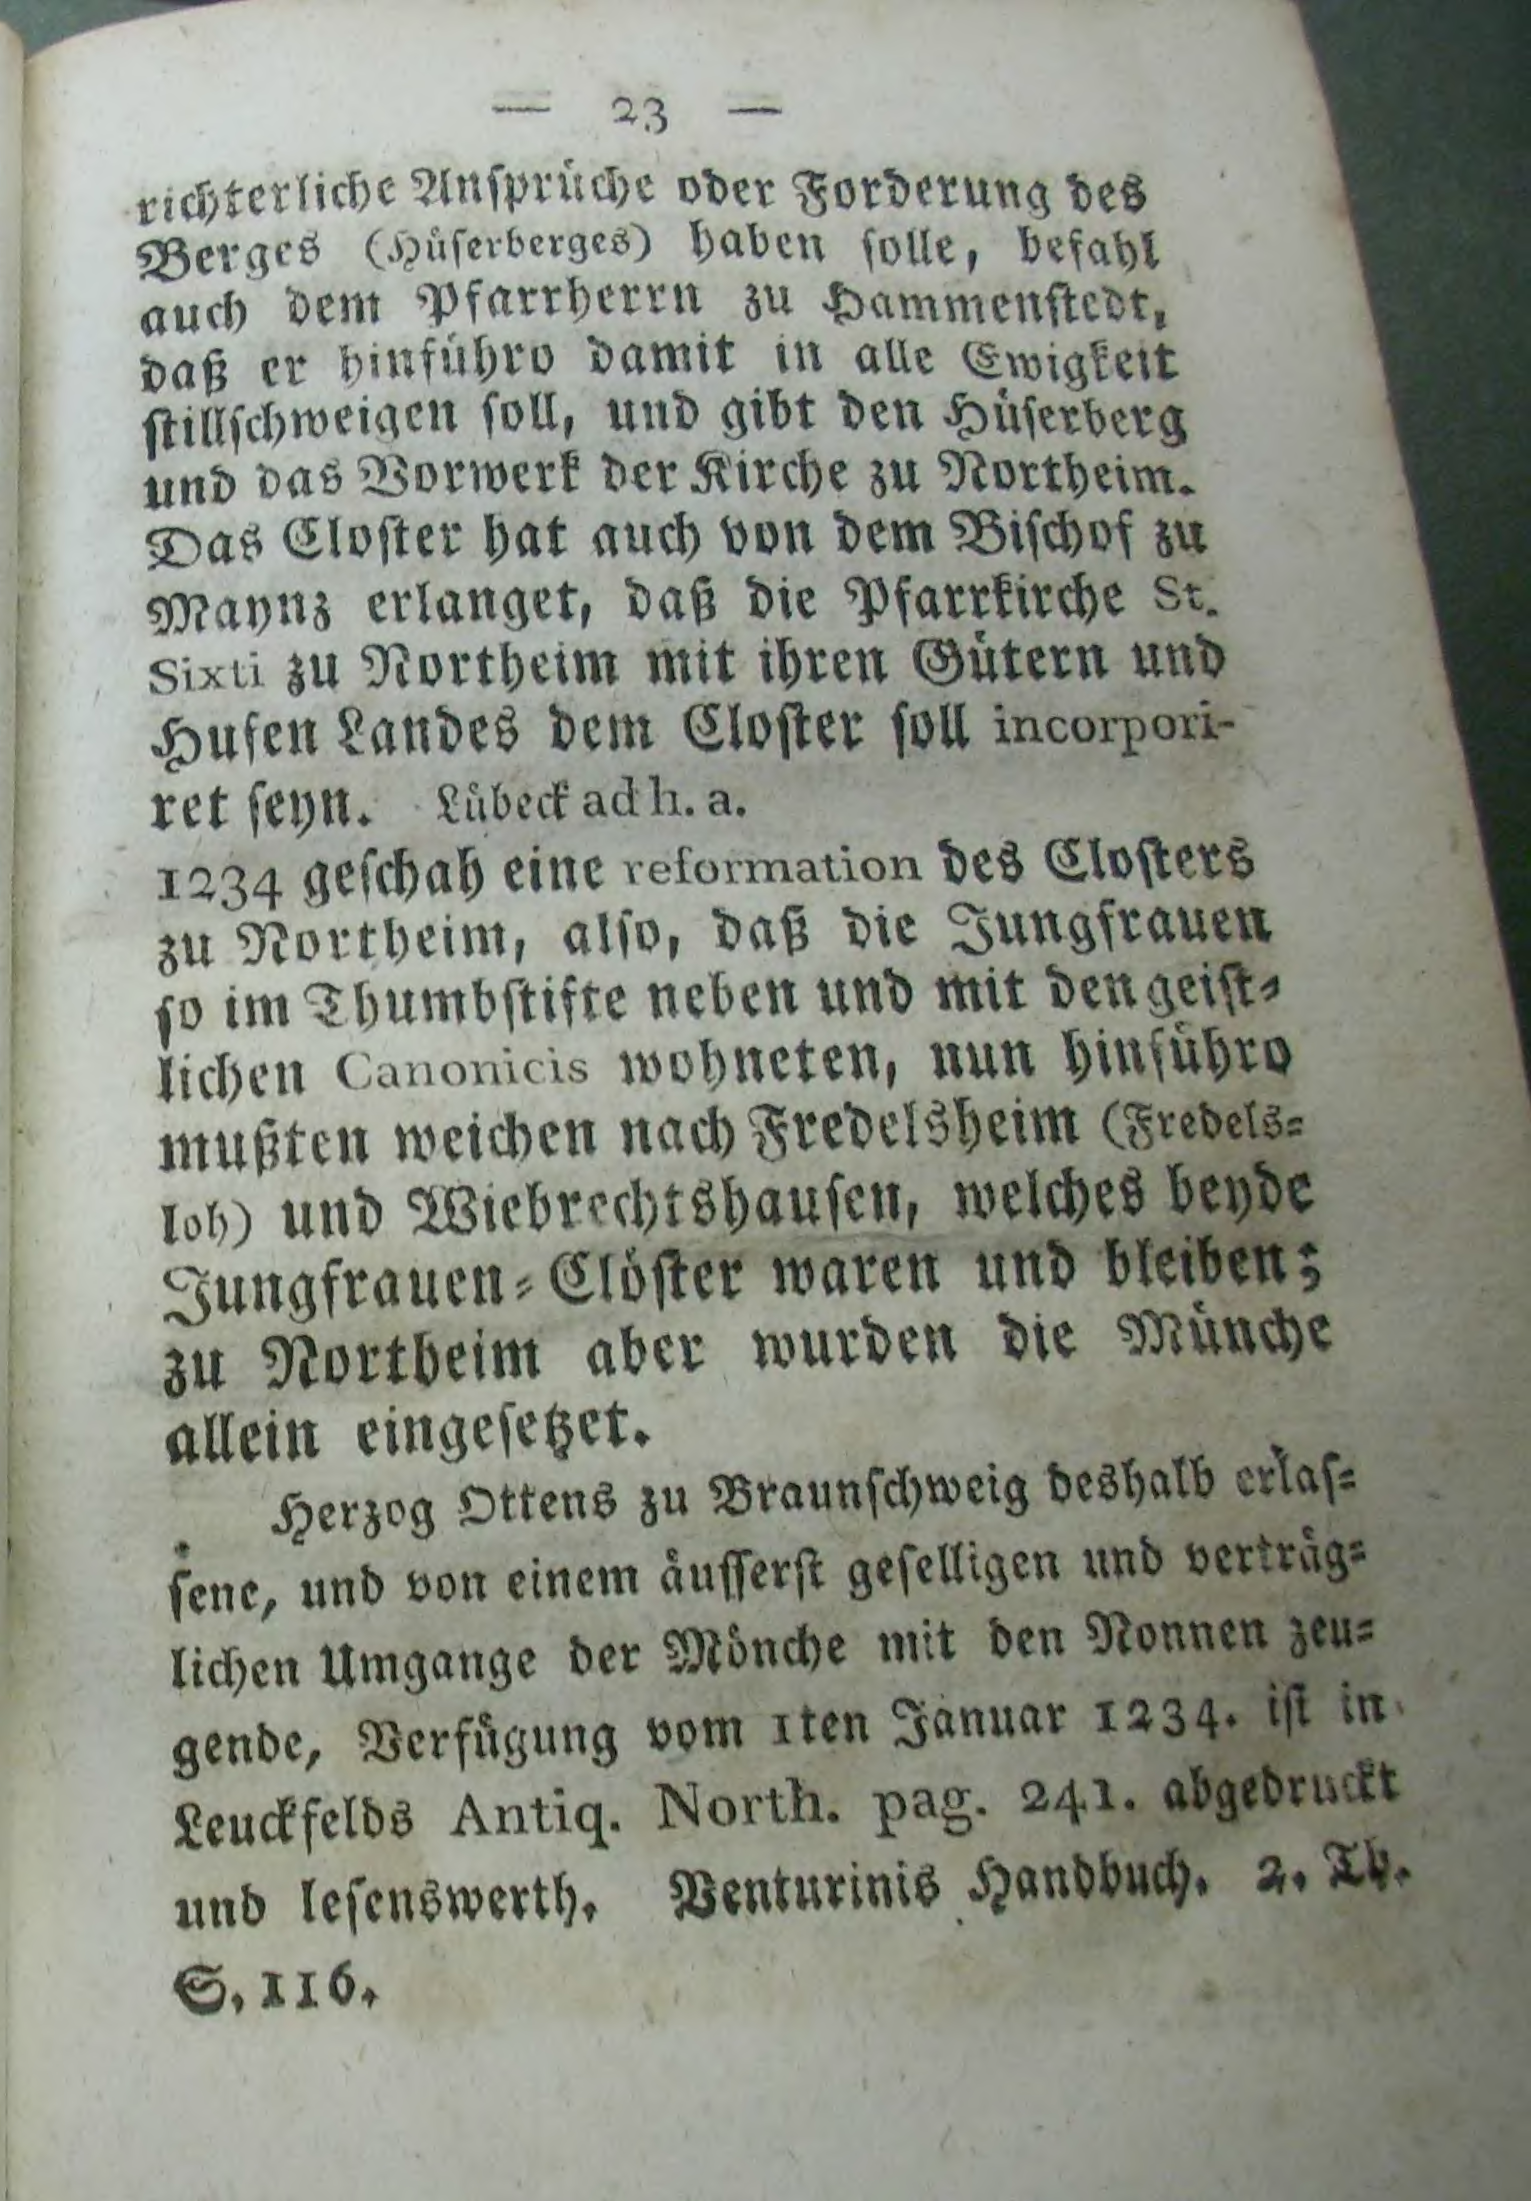 — 23 —
richterliche Ansprüche oder Forderung des
Berges (Hüserberges) haben solle, befahl
auch dem Pfarrherrn zu Hammenstedt,
daß er hinführo damit in alle Ewigkeit
stillschweigen soll, und gibt den Hüserberg
und das Vorwerk der Kirche zu Northeim.
Das Closter hat auch von dem Bischof zu
Maynz erlanget, daß die Pfarrkirche St.
Sixti zu Northeim mit ihren Gütern und
Hufen Landes dem Closter soll incorpori-
ret seyn. Lübeck ad h. a.
1234 geschah eine reformation des Closters
zu Northeim, also, daß die Jungfrauen
so im Thumbstifte neben und mit den geist-
lichen Canonicis wohneten, nun hinführo
mußten weichen nach Fredelsheim (Fredels-
loh) und Wiebrechtshausen, welches beyde
Jungfrauen-Clöster waren und bleiben;
zu Northeim aber wurden die Münche
allein eingesetzet.
Herzog Ottens zu Braunschweig deshalb erlas-
sene, und von einem äusserst geselligen und verträg-
lichen Umgange der Mönche mit den Nonnen zeu-
gende, Verfügung vom 1ten Januar 1234. ist in
Leuckfelds Antiq. North. pag. 241. abgedruckt
und lesenswerth. Venturinis Handbuch. 2. Th.
S. 116.